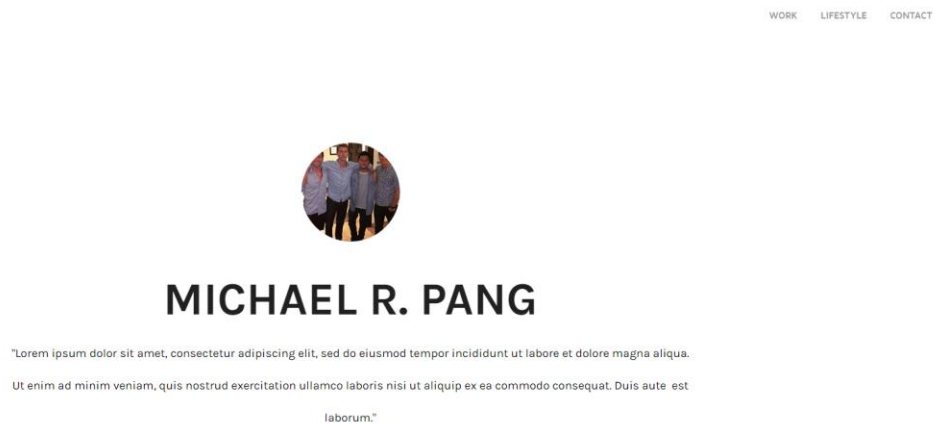 WORK LIFESTYLE CONTACT
MICHAEL R. PANG
"Lorem ipsum dolor sit amet, consectetur adipiscing elit, sed do eiusmod tempor incididunt ut labore et dolore magna aliqua.
Ut enim ad minim veniam, quis nostrud exercitation ullamco laboris nisi ut aliquip ex ea commodo consequat. Duis aute est
laborum."